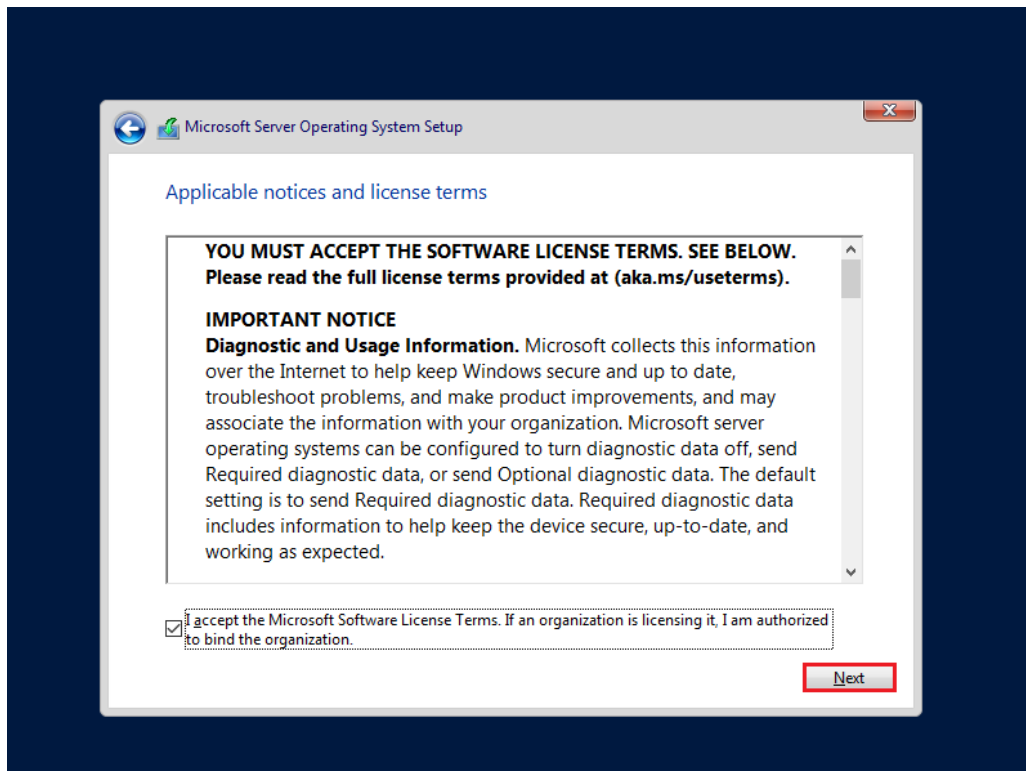 Microsoft Server Operating System Setup
Applicable notices and license terms
YOU MUST ACCEPT THE SOFTWARE LICENSE TERMS. SEE BELOW.
Please read the full license terms provided at (aka.ms/useterms).
IMPORTANT NOTICE
Diagnostic and Usage Information. Microsoft collects this information
over the Internet to help keep Windows secure and up to date,
troubleshoot problems, and make product improvements, and may
associate the information with your organization. Microsoft server
operating systems can be configured to turn diagnostic data off, send
Required diagnostic data, or send Optional diagnostic data. The default
setting is to send Required diagnostic data. Required diagnostic data
includes information to help keep the device secure, up-to-date, and
working as expected.
I accept the Microsoft Software License Terms. If an organization is licensing it, I am authorized
to bind the organization.
Next